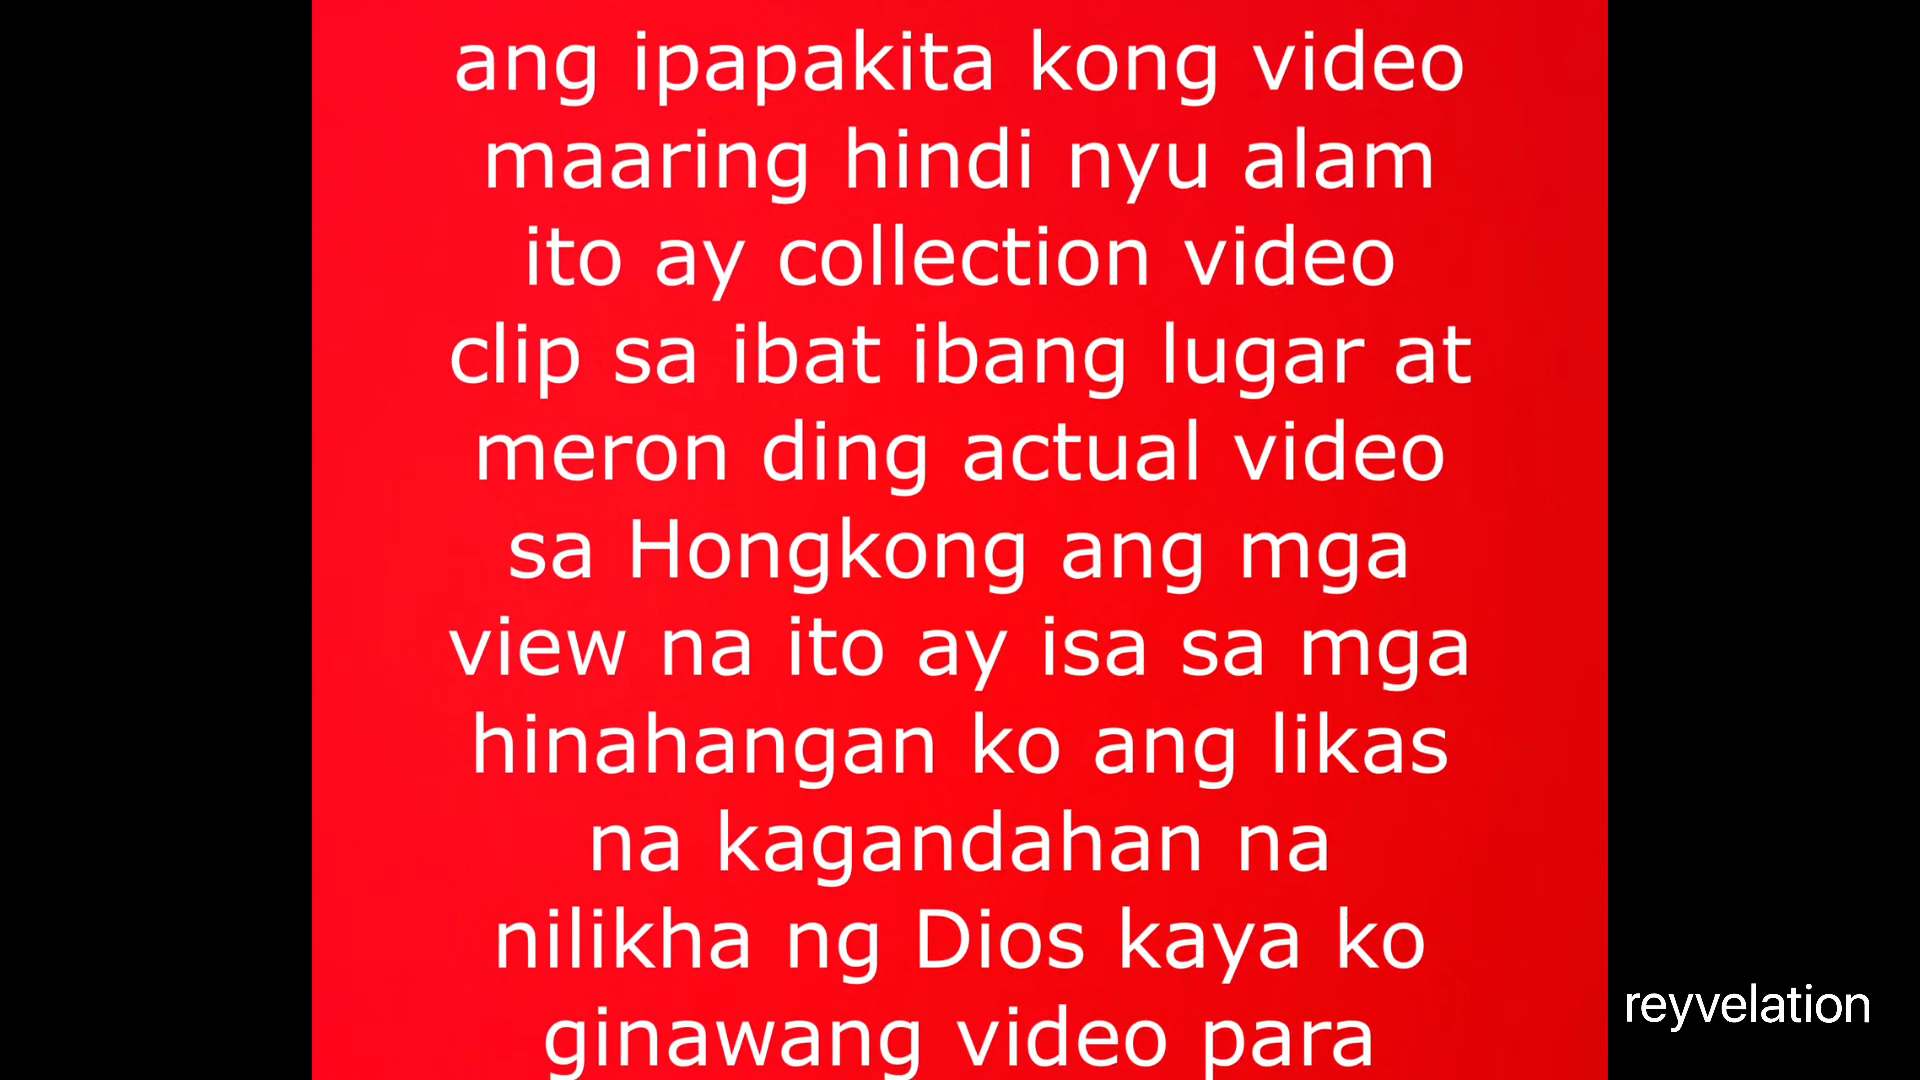 ang ipapakita kong video
maaring hindi nyu alam
ito ay collection video
clip sa ibat ibang lugar at
meron ding actual video
sa Hongkong ang mga
view na ito ay isa sa mga
hinahangan ko ang likas
na kagandahan na
nilikha ng Dios kaya ko
ginawang video para
reyvelation